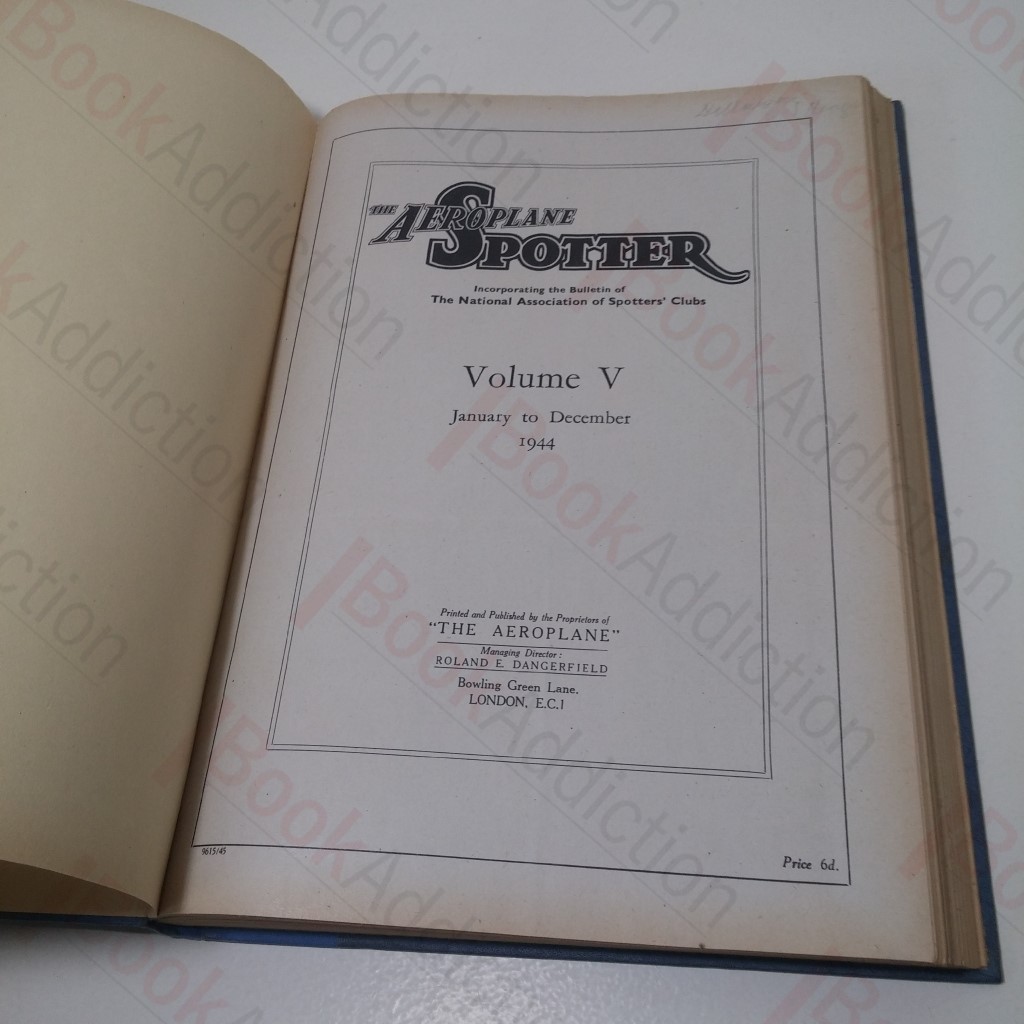 THE AEROPLANE
SPOTTER
Incorporating the Bulletin of
The National Association of Spotters' Clubs
Volume V
January to December
1944
Printed and Published by the Proprietors of
"THE AEROPLANE"
Managing Director:
ROLAND E. DANGERFIELD
Bowling Green Lane,
LONDON, E.C.1
9615/45
Price 6d.
BookAddiction